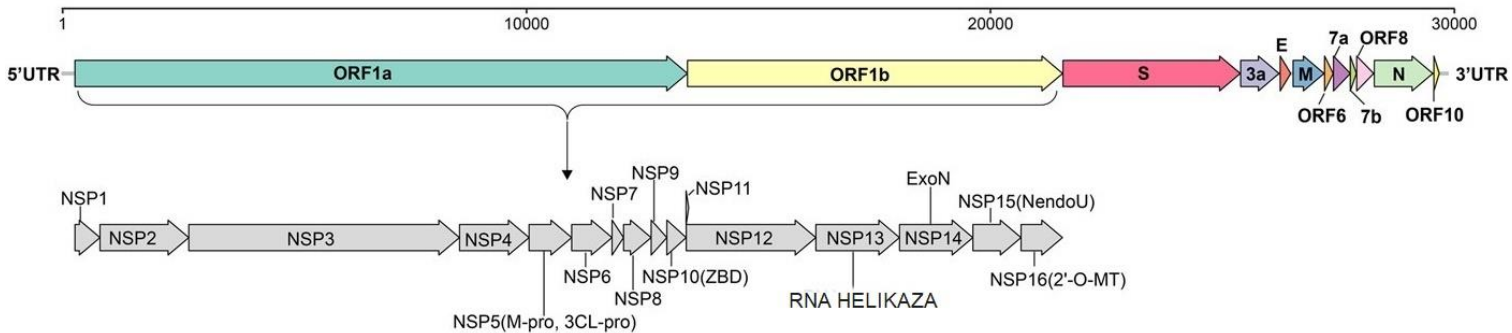 1 10000 20000 30000
E 7a ORF8
5'UTR ORF1a ORF1b S 3a M N 3'UTR
ORF6 7b ORF10
NSP1 NSP7 NSP9 NSP11 ExoN NSP15(NendoU)
NSP2 NSP3 NSP4 NSP12 NSP13 NSP14
NSP6 NSP10(ZBD) NSP16(2'-O-MT)
NSP8 RNA HELIKAZA
NSP5(M-pro, 3CL-pro)